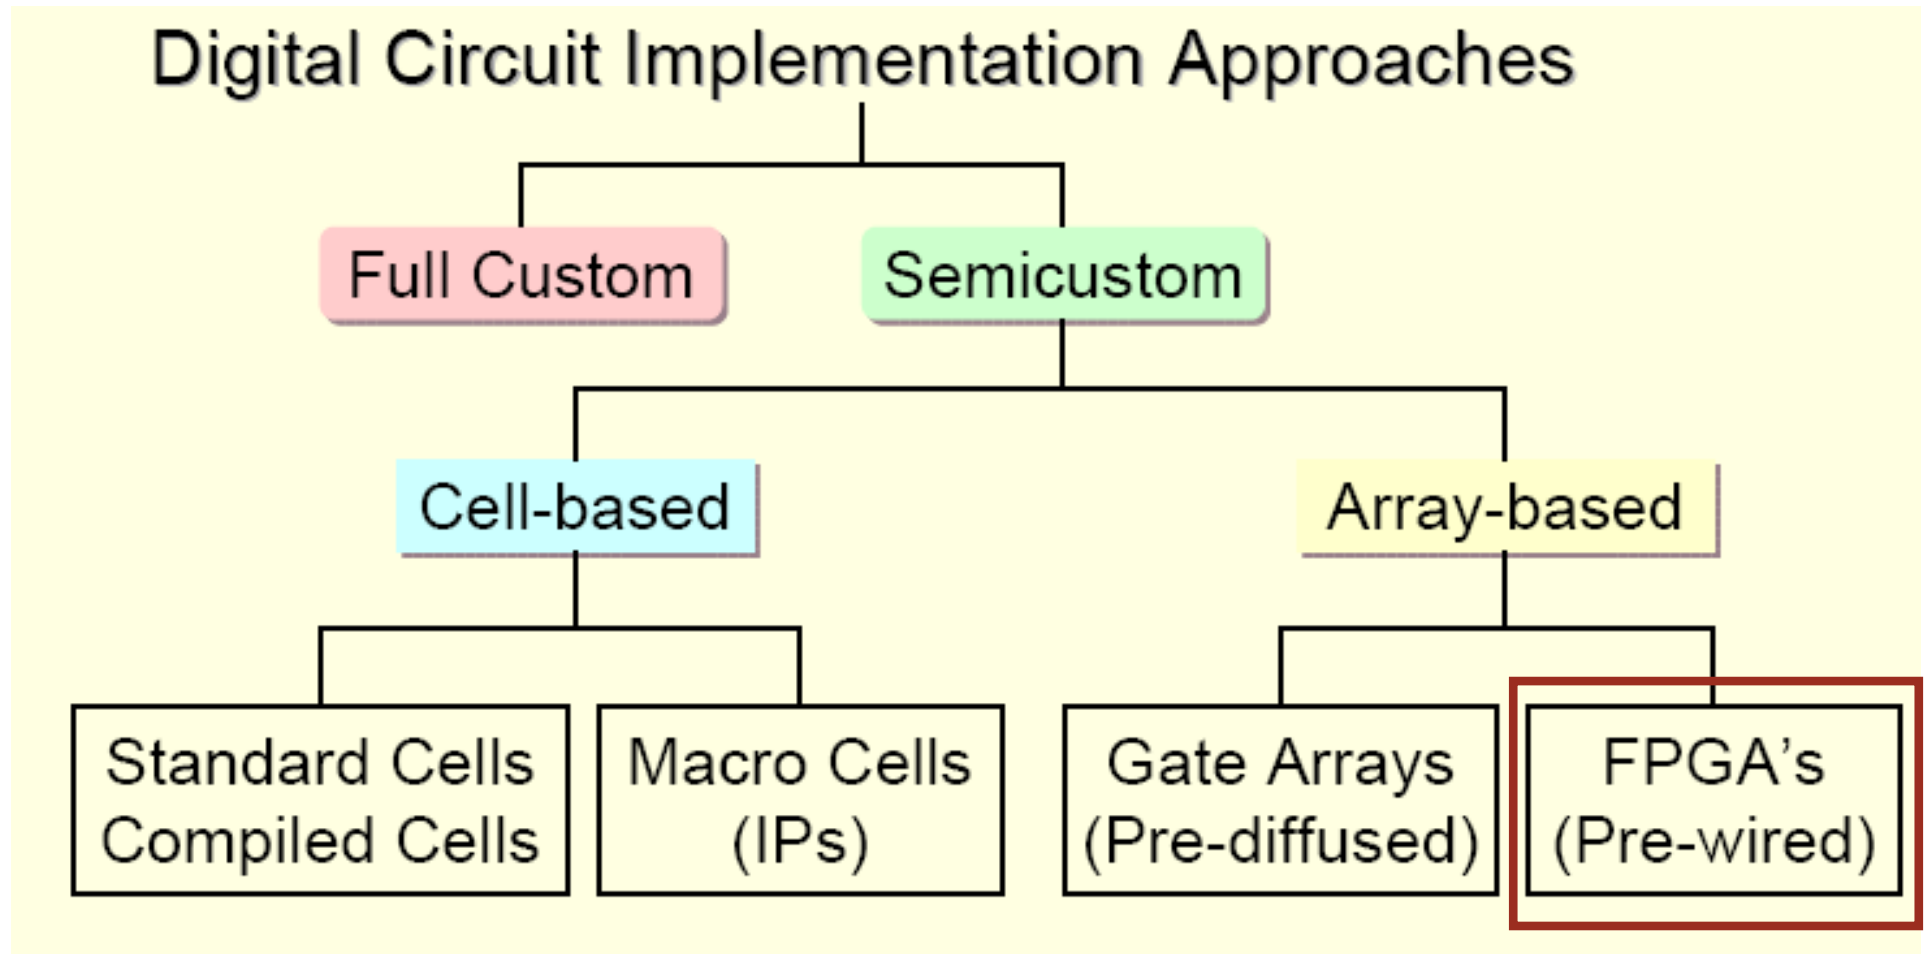 Digital Circuit Implementation Approaches
Full Custom
Semicustom
Cell-based
Array-based
Standard Cells
Compiled Cells
Macro Cells
(IPs)
Gate Arrays
(Pre-diffused)
FPGA’s
(Pre-wired)